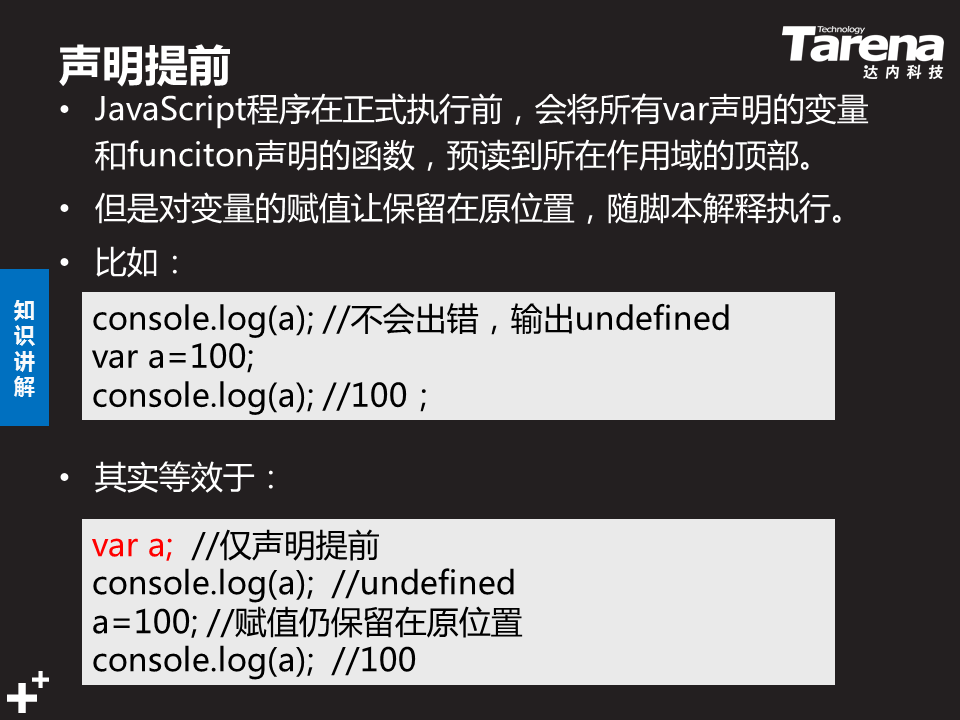 Technology
Tarena
达内科技
声明提前
• JavaScript程序在正式执行前，会将所有var声明的变量
和funciton声明的函数，预读到所在作用域的顶部。
• 但是对变量的赋值让保留在原位置，随脚本解释执行。
• 比如：
知识讲解
console.log(a); //不会出错，输出undefined
var a=100;
console.log(a); //100；
• 其实等效于：
var a; //仅声明提前
console.log(a); //undefined
a=100; //赋值仍保留在原位置
console.log(a); //100